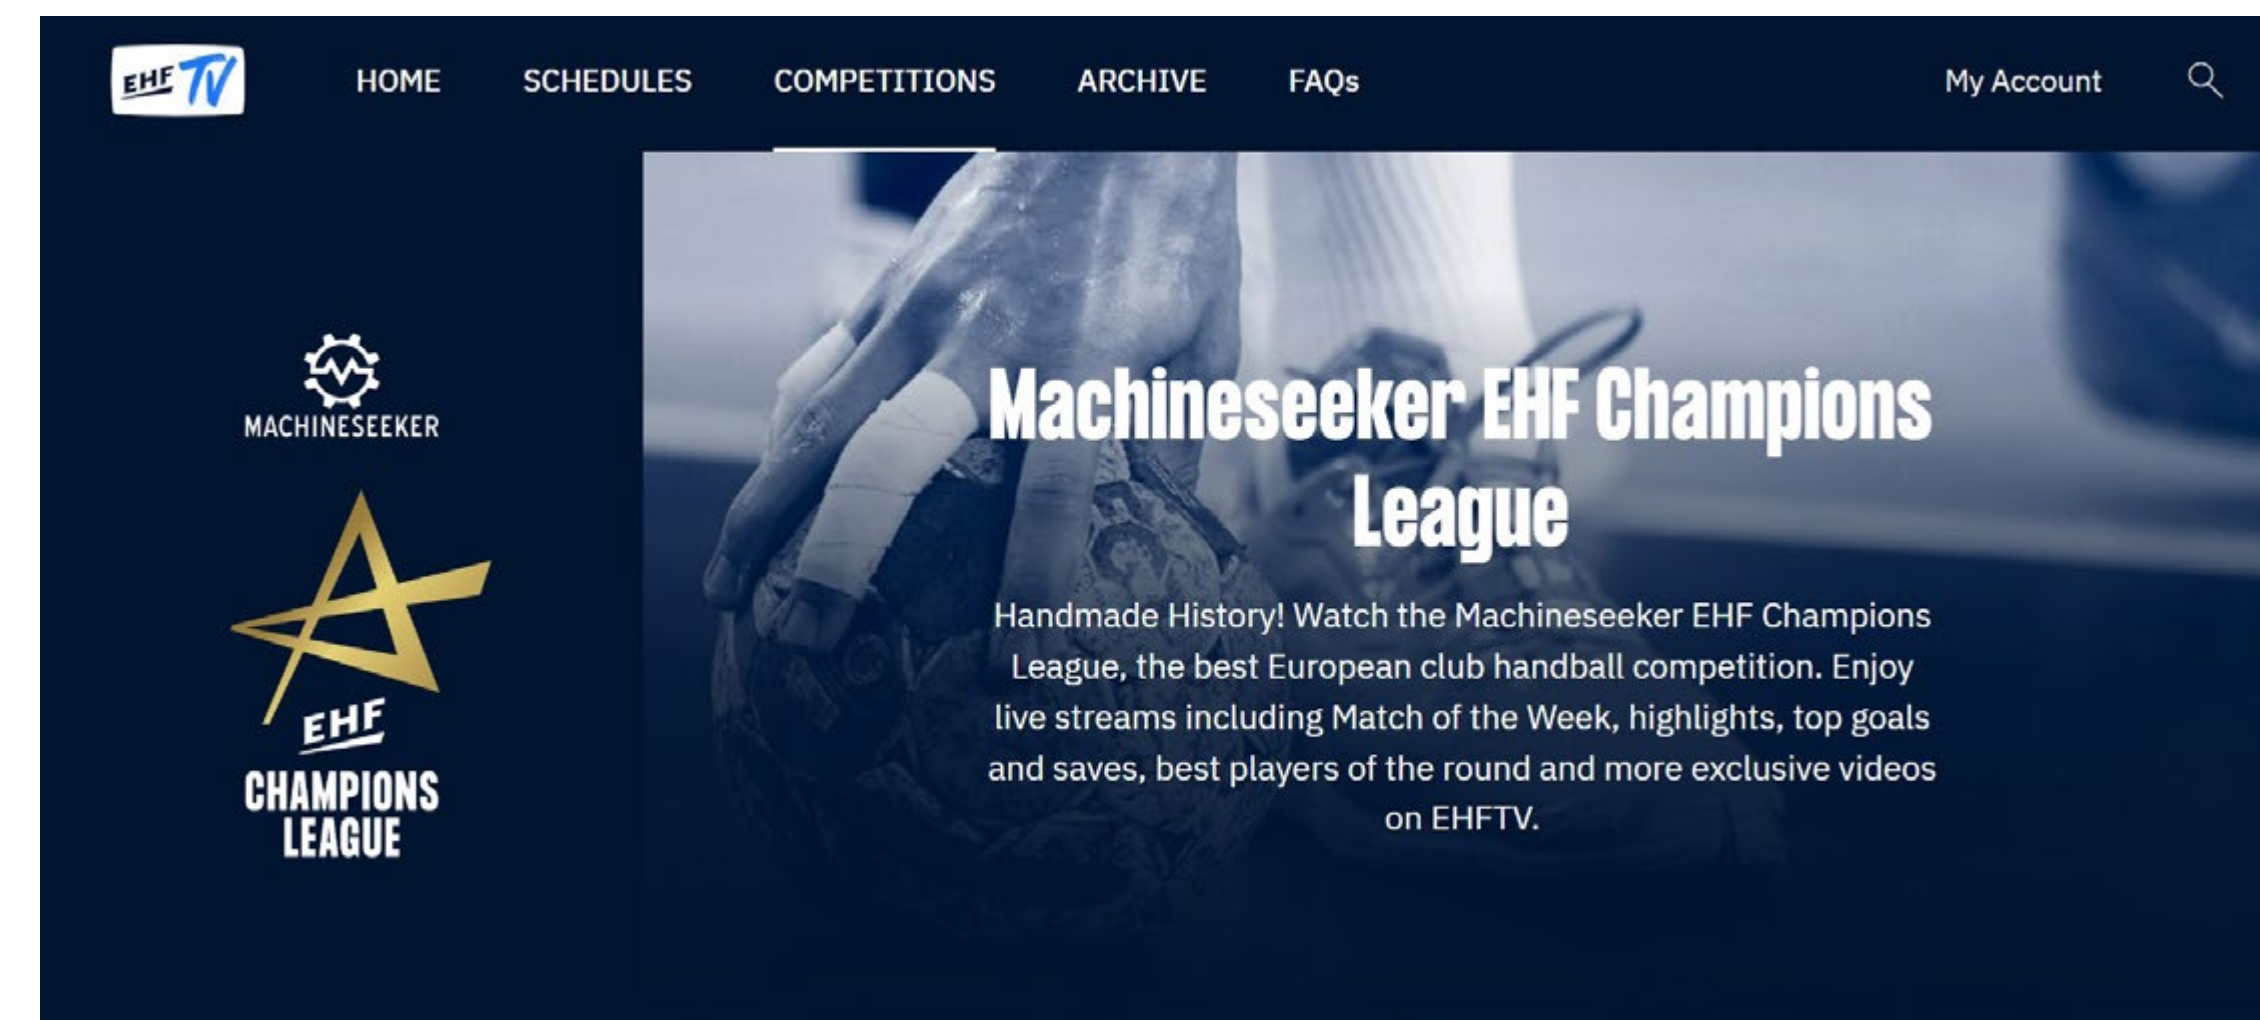 EHF TV
HOME
SCHEDULES
COMPETITIONS
ARCHIVE
FAQs
My Account
MACHINESEEKER
EHF
CHAMPIONS
LEAGUE
Machineseeker EHF Champions
League
Handmade History! Watch the Machineseeker EHF Champions
League, the best European club handball competition. Enjoy
live streams including Match of the Week, highlights, top goals
and saves, best players of the round and more exclusive videos
on EHFTV.